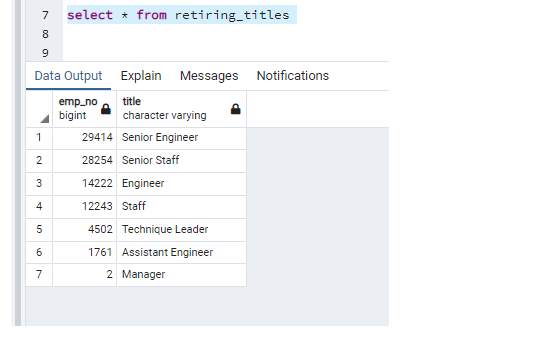 7 select * from retiring_titles
8
9
Data Output Explain Messages Notifications
emp_no title
bigint character varying
1 29414 Senior Engineer
2 28254 Senior Staff
3 14222 Engineer
4 12243 Staff
5 4502 Technique Leader
6 1761 Assistant Engineer
7 2 Manager